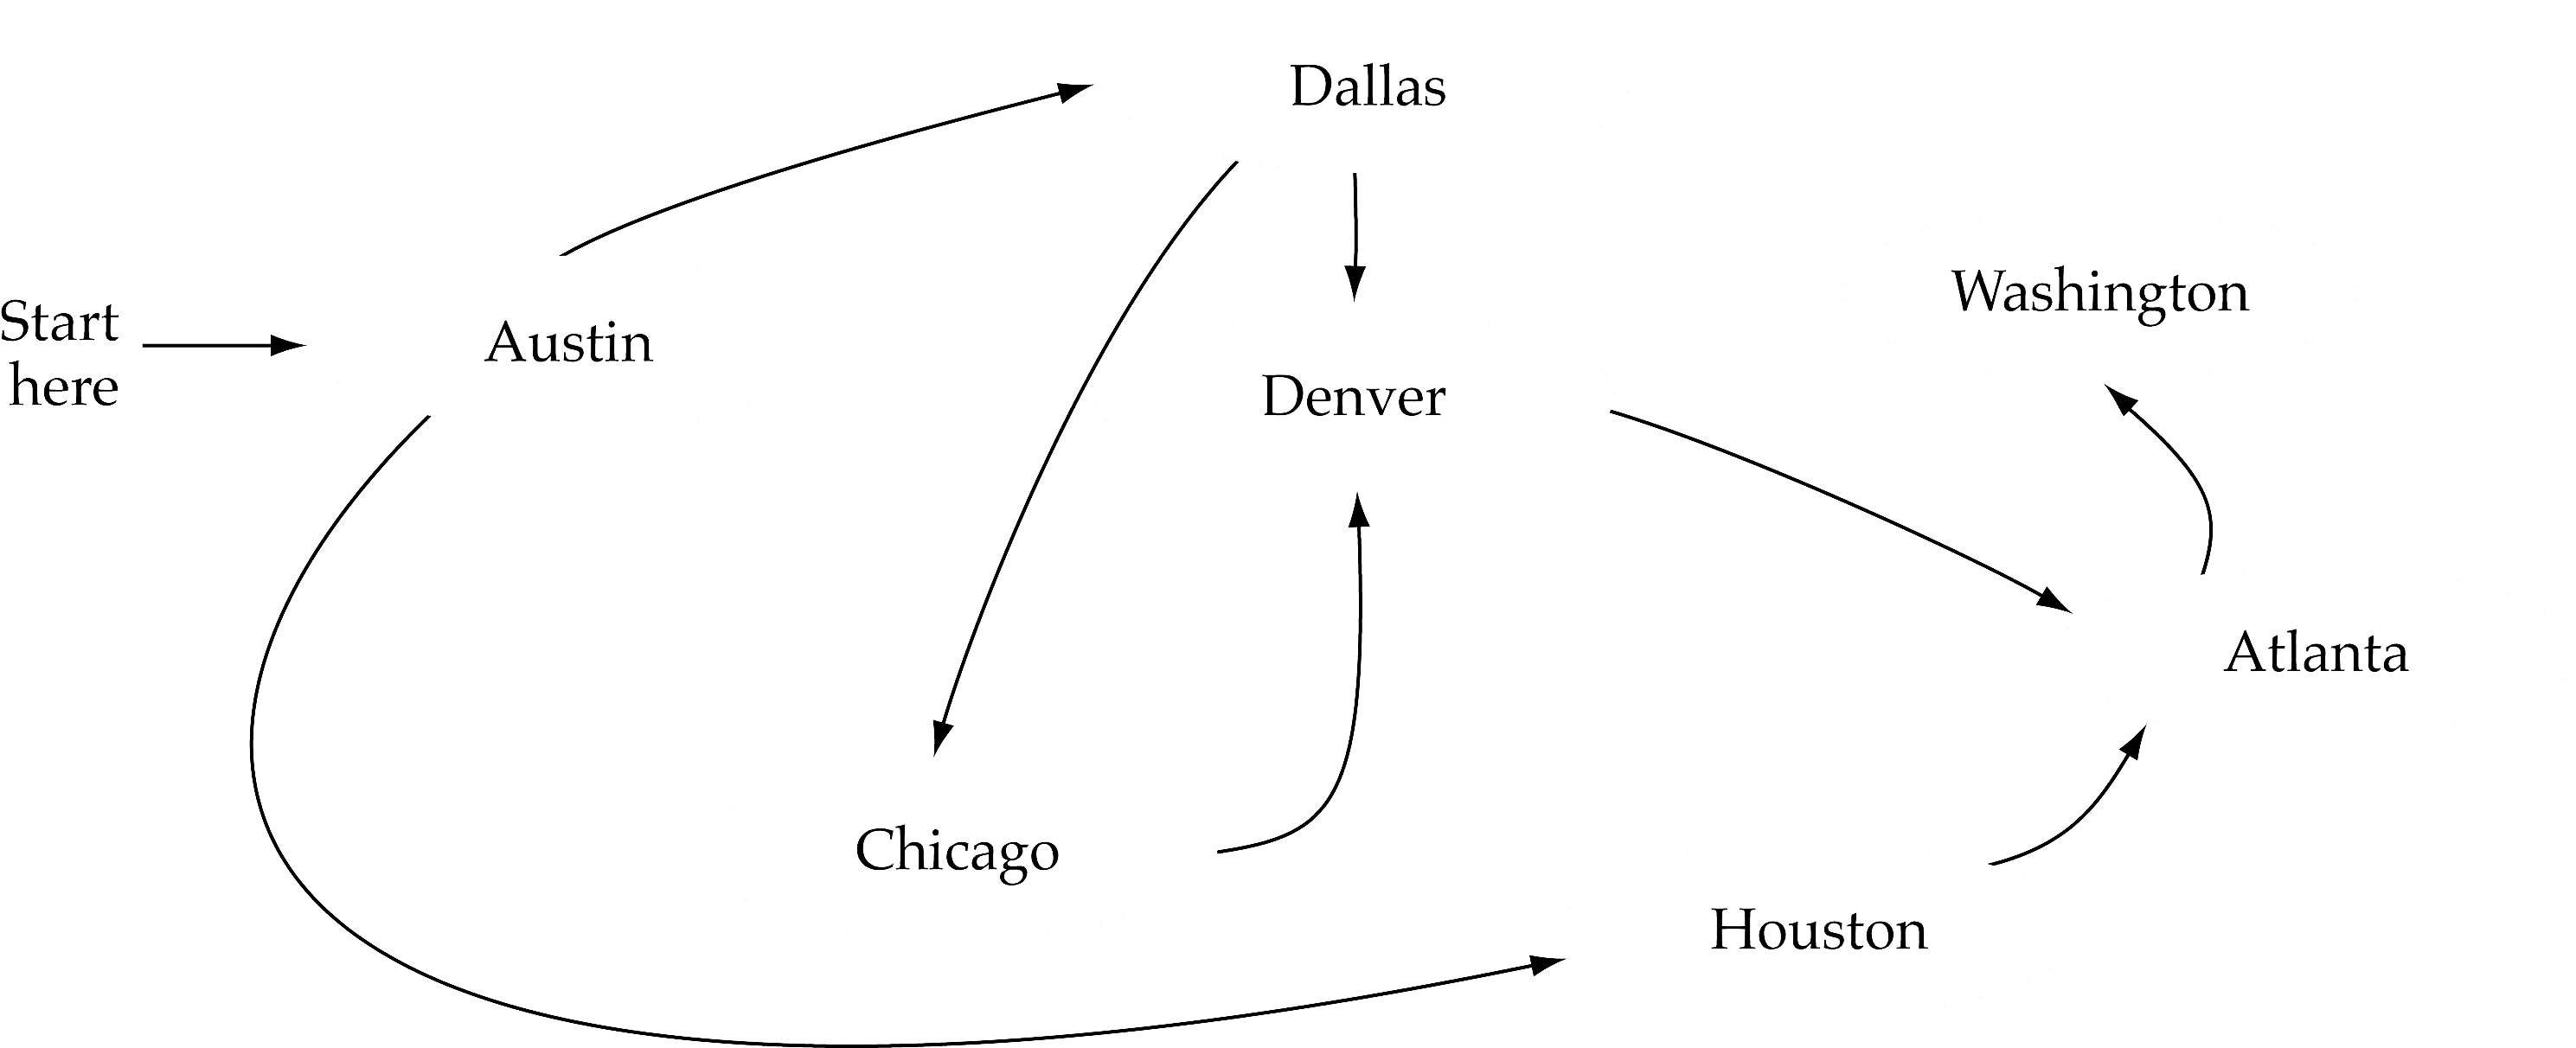 Dallas
Washington
Start
here
Austin
Denver
Atlanta
Chicago
Houston